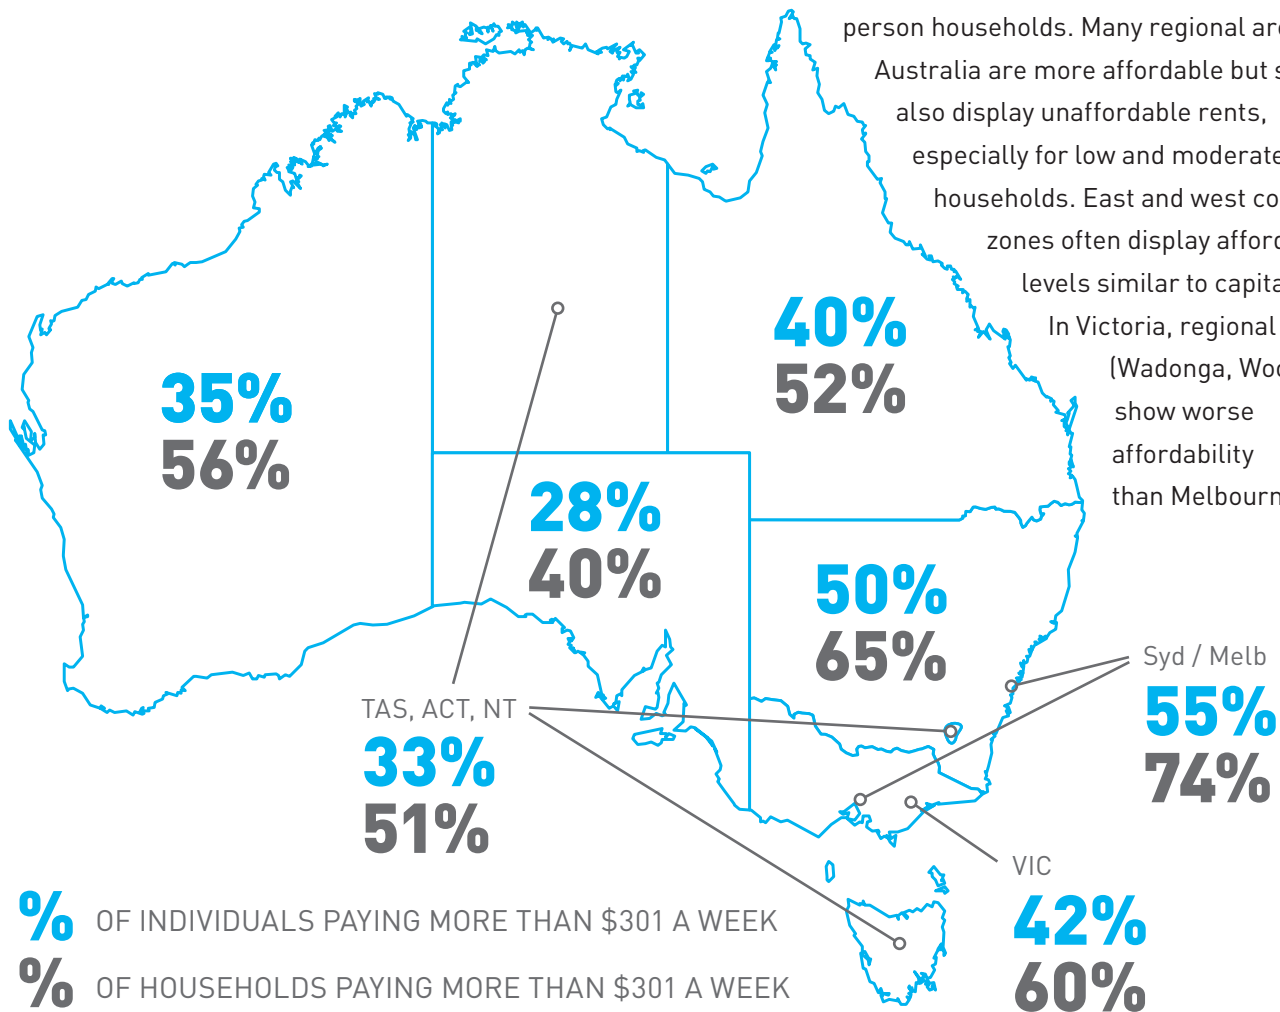 person households. Many regional
Australia are more affordable but
also display unaffordable rents,
especially for low and moderate
households. East and west
zones often display
levels similar to
In Victoria, regional
(Wadonga,
show worse
affordability
than
40%
52%
35%
56%
28%
40%
50%
65%
Syd / Melb
55%
74%
TAS, ACT, NT
33%
51%
VIC
42%
60%
% OF INDIVIDUALS PAYING MORE THAN $301 A WEEK
% OF HOUSEHOLDS PAYING MORE THAN $301 A WEEK